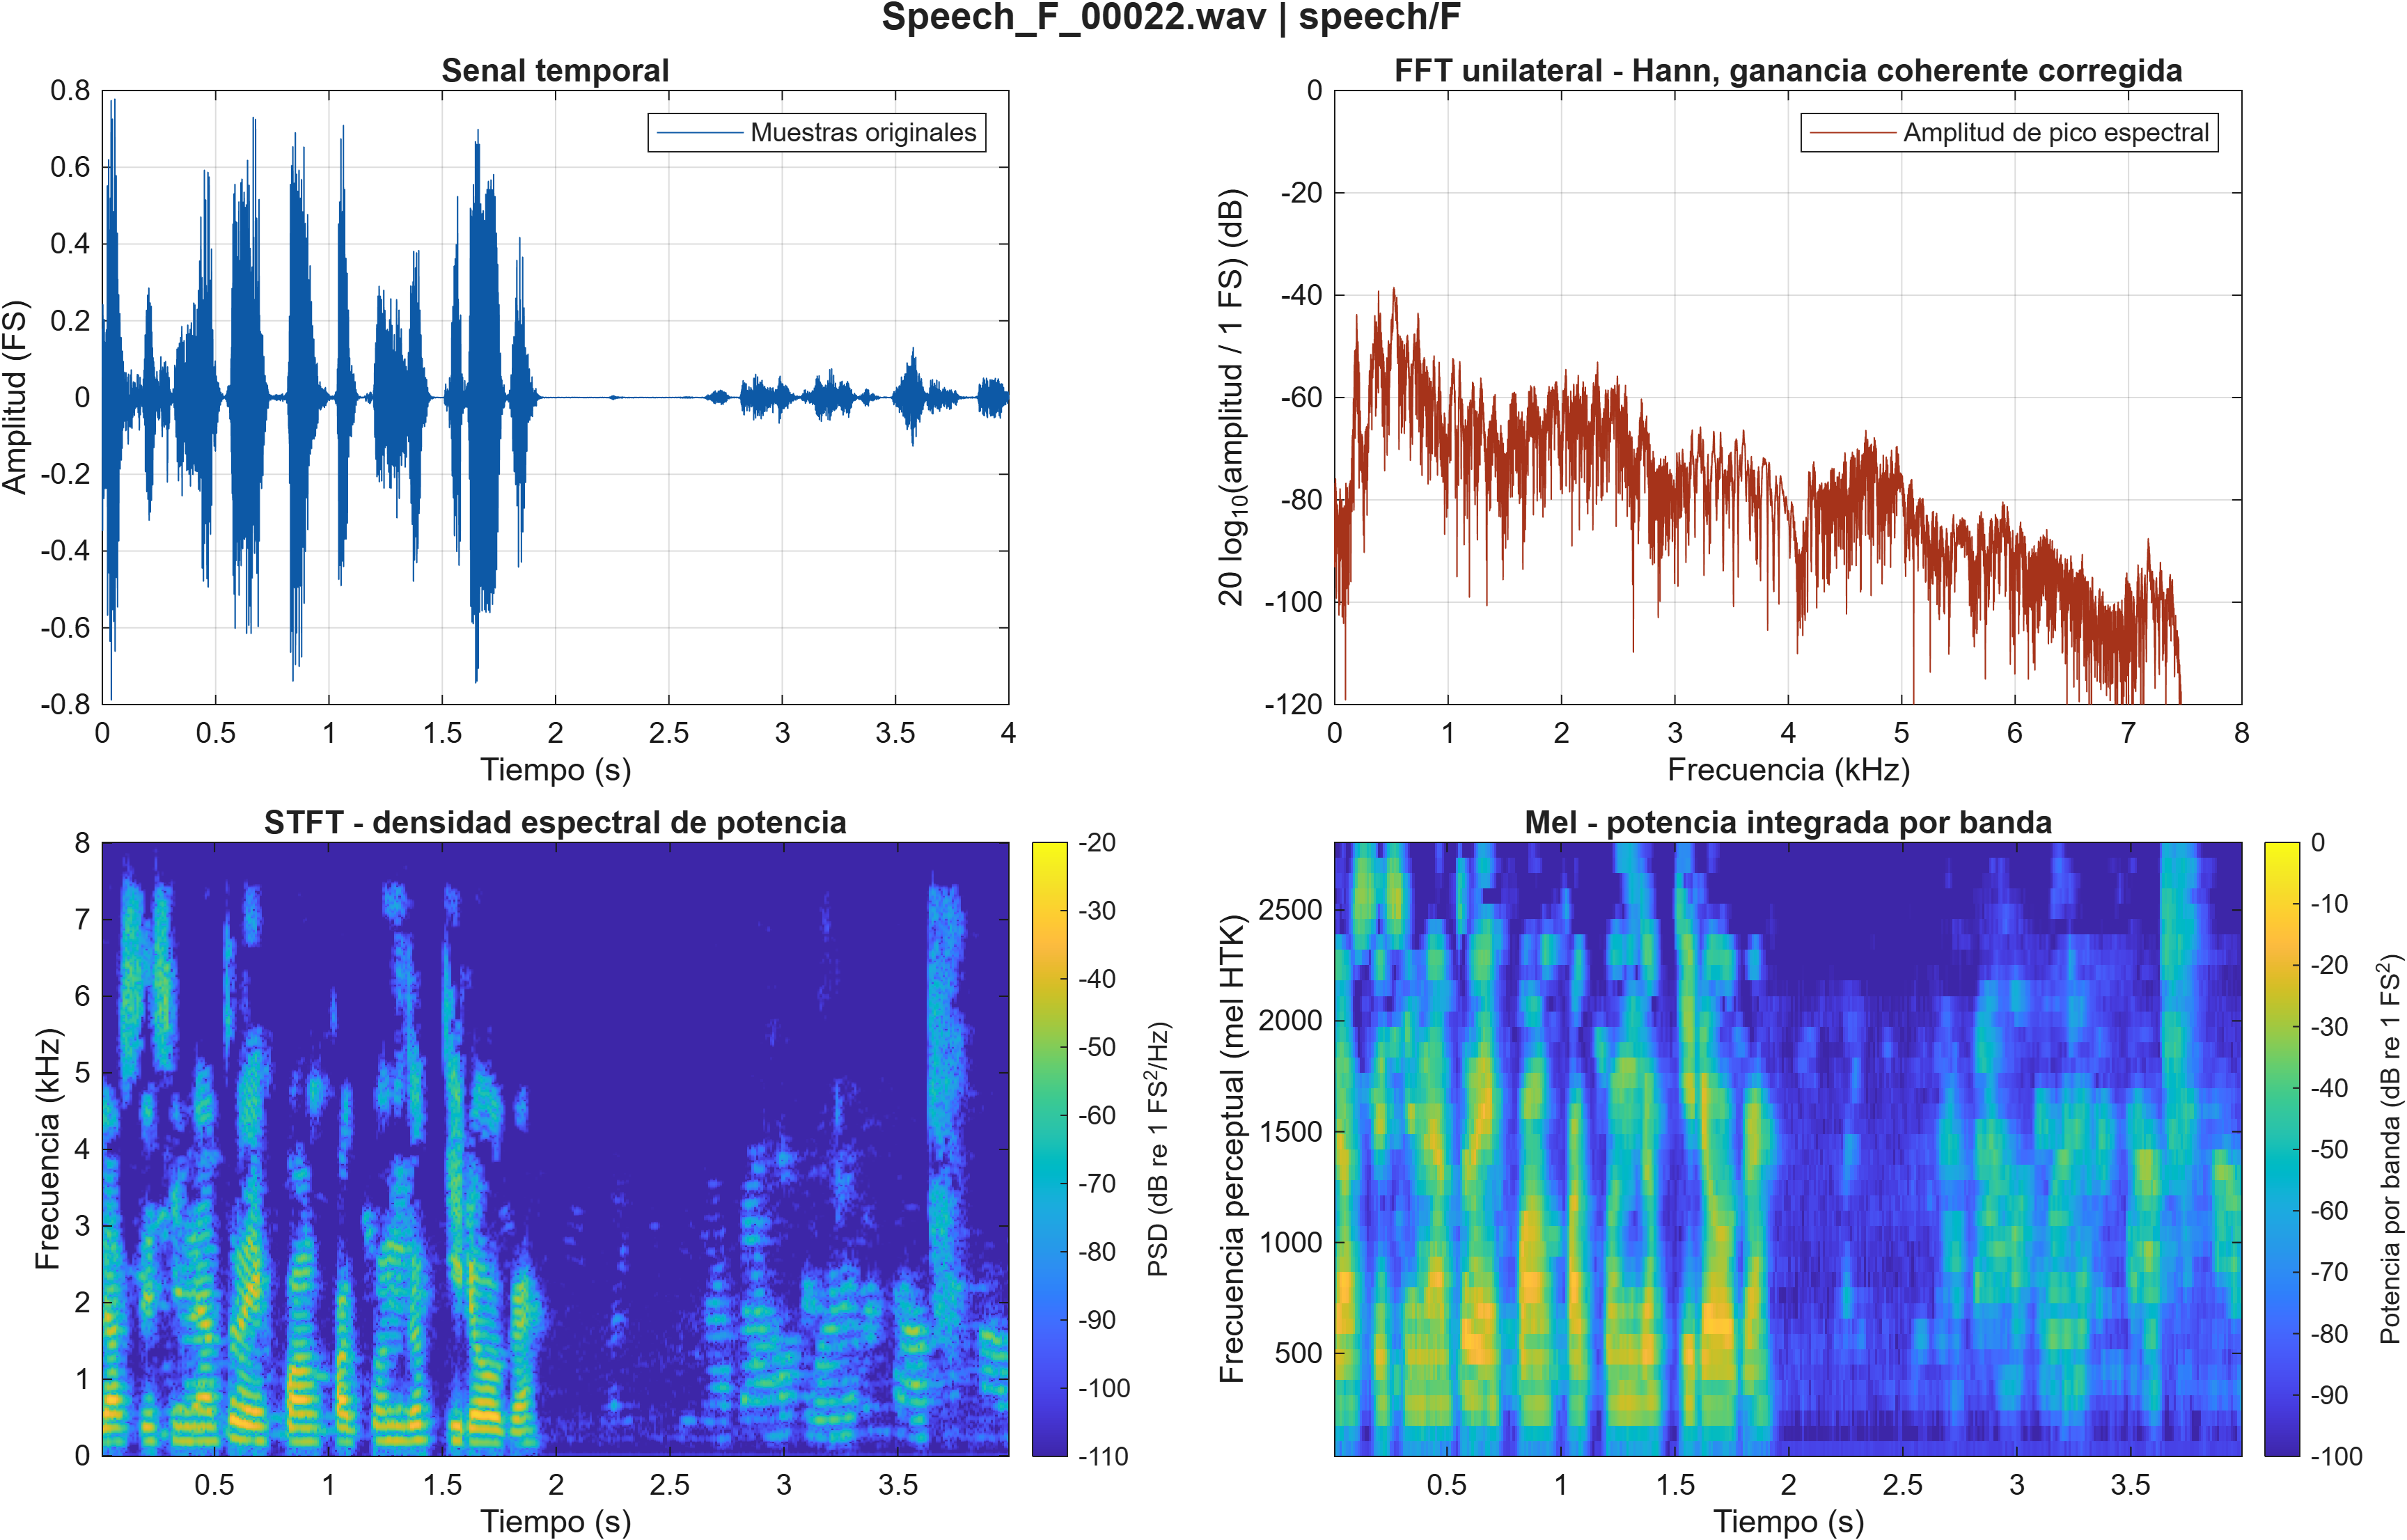 Speech_F_00022.wav | speech/F
Senal temporal
Muestras originales
Amplitud (FS)
0.8
0.6
0.4
0.2
0
-0.2
-0.4
-0.6
-0.8
0 0.5 1 1.5 2 2.5 3 3.5 4
Tiempo (s)
FFT unilateral - Hann, ganancia coherente corregida
Amplitud de pico espectral
20 log10(amplitud / 1 FS) (dB)
0
-20
-40
-60
-80
-100
-120
0 1 2 3 4 5 6 7 8
Frecuencia (kHz)
STFT - densidad espectral de potencia
Frecuencia (kHz)
8
7
6
5
4
3
2
1
0
0.5 1 1.5 2 2.5 3 3.5
Tiempo (s)
-20
-30
-40
-50
-60
-70
-80
-90
-100
-110
PSD (dB re 1 FS²/Hz)
Mel - potencia integrada por banda
Frecuencia perceptual (mel HTK)
2500
2000
1500
1000
500
0.5 1 1.5 2 2.5 3 3.5
Tiempo (s)
0
-10
-20
-30
-40
-50
-60
-70
-80
-90
-100
Potencia por banda (dB re 1 FS²)